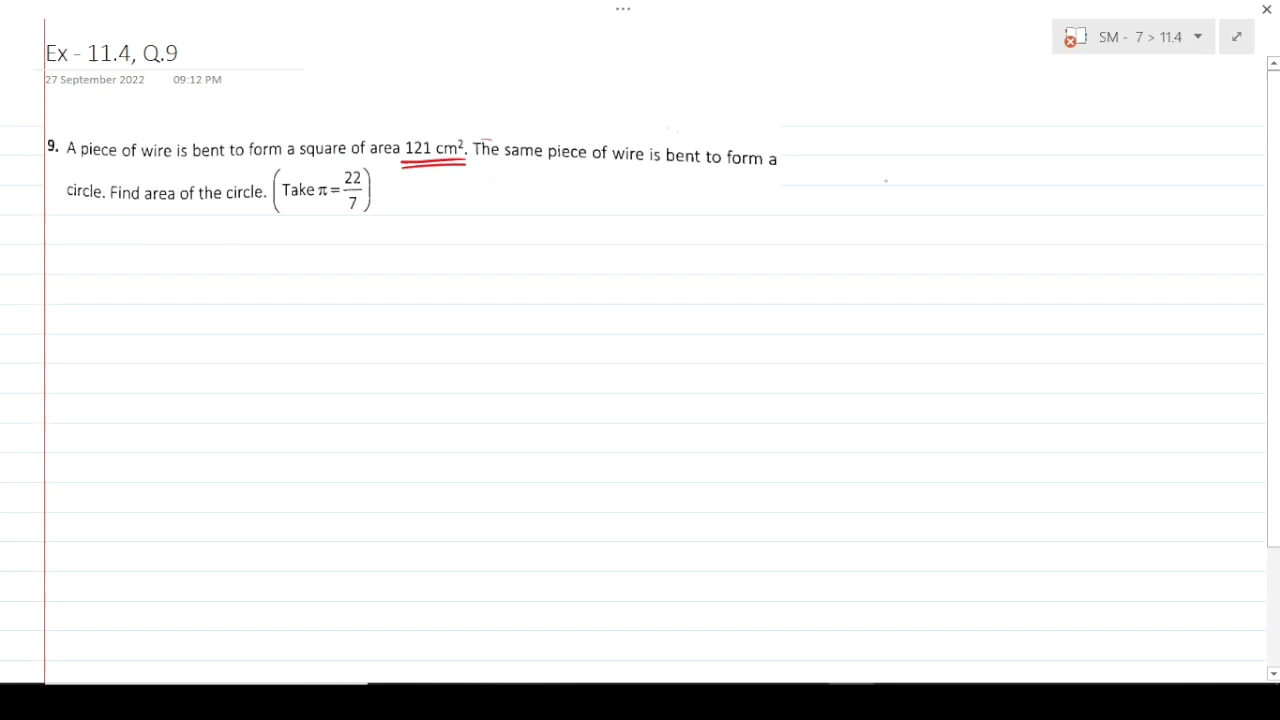 ...
SM - 7 > 11.4
Ex - 11.4, Q.9
27 September 2022 09:12 PM
9. A piece of wire is bent to form a square of area 121 cm². The same piece of wire is bent to form a
circle. Find area of the circle. (Take π = 22/7)